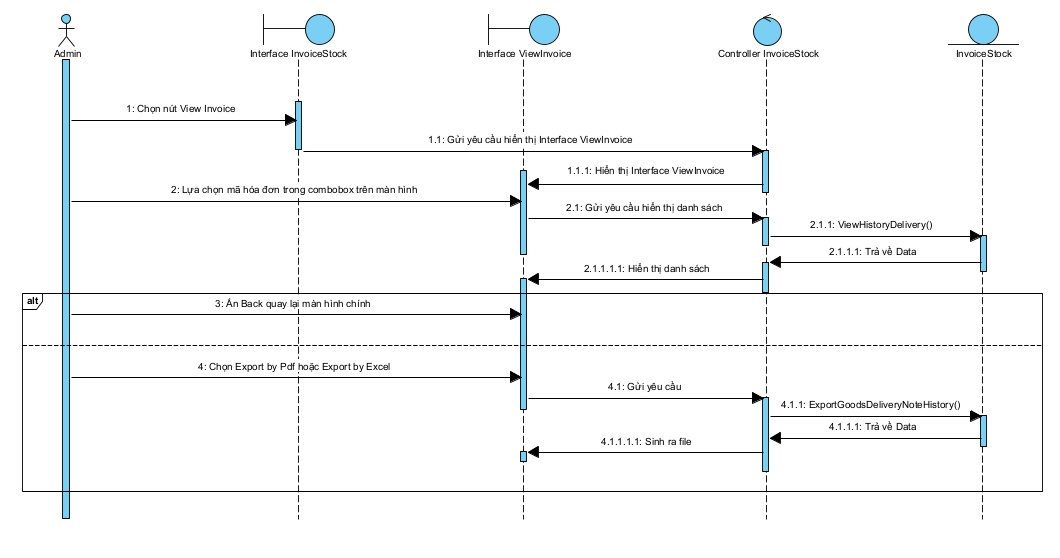 Admin
Interface InvoiceStock
Interface ViewInvoice
Controller InvoiceStock
InvoiceStock
1: Chọn nút View Invoice
1.1: Gửi yêu cầu hiển thị Interface ViewInvoice
1.1.1: Hiển thị Interface ViewInvoice
2: Lựa chọn mã hóa đơn trong combobox trên màn hình
2.1: Gửi yêu cầu hiển thị danh sách
2.1.1: ViewHistoryDelivery()
2.1.1.1: Trả về Data
2.1.1.1.1: Hiển thị danh sách
alt
3: Ấn Back quay lại màn hình chính
4: Chọn Export by Pdf hoặc Export by Excel
4.1: Gửi yêu cầu
4.1.1: ExportGoodsDeliveryNoteHistory()
4.1.1.1: Trả về Data
4.1.1.1.1: Sinh ra file